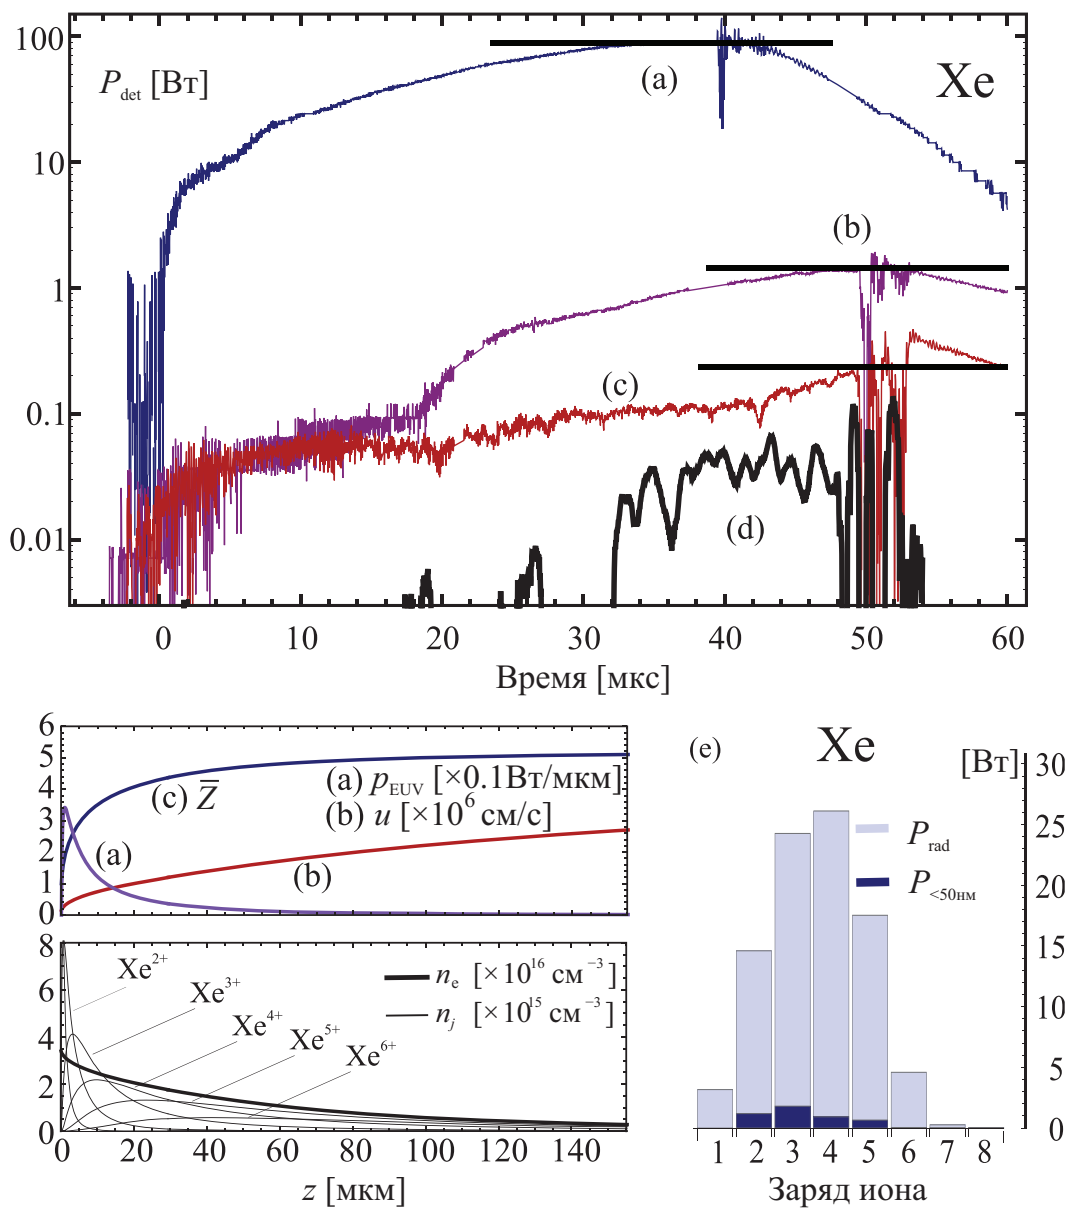 100
10
1
0.1
0.01
P_det [Вт]
Xe
(a)
(b)
(c)
(d)
0 10 20 30 40 50 60
Время [мкс]
6
5
4
3
2
1
0
(a) p_EUV [×0.1Вт/мкм]
(b) u [×10^6 см/с]
(c) Z̅
(a)
(b)
8
6
4
2
0
Xe^2+
Xe^3+
Xe^4+
Xe^5+
Xe^6+
n_e [×10^16 см^−3]
n_j [×10^15 см^−3]
0 20 40 60 80 100 120 140
z [мкм]
(e)
Xe
[Вт]
30
25
20
15
10
5
0
P_rad
P_<50нм
1 2 3 4 5 6 7 8
Заряд иона